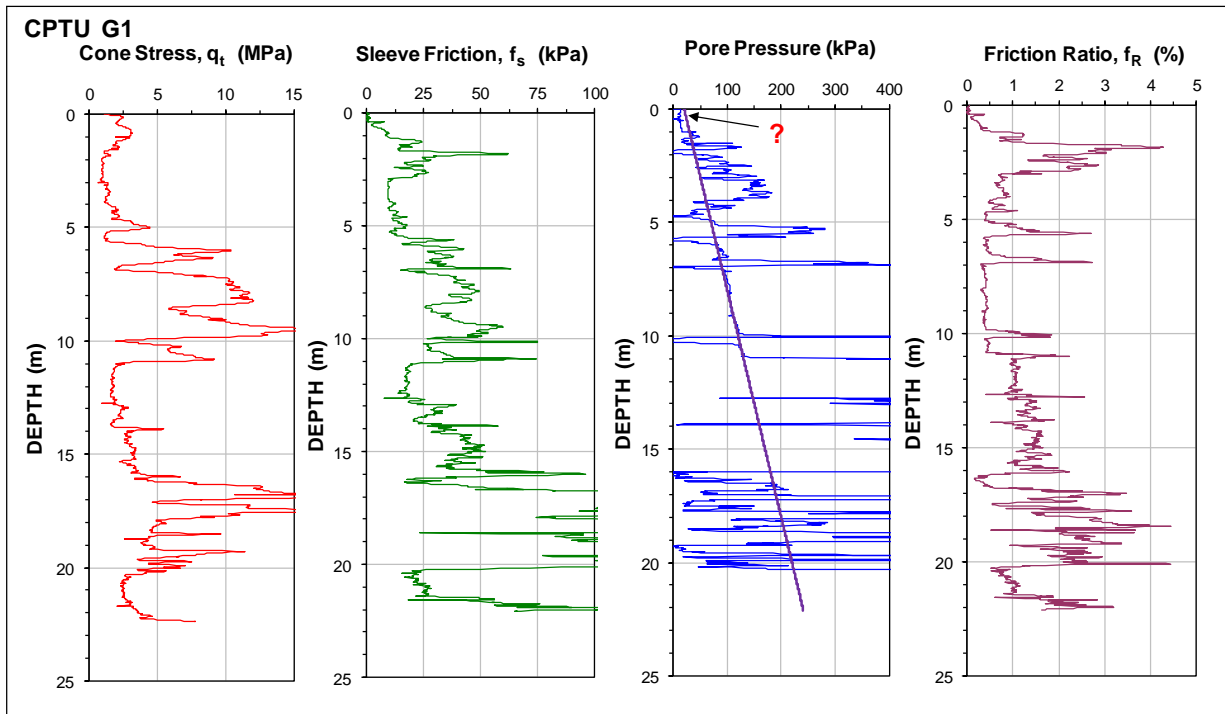 CPTU G1
Cone Stress, qt (MPa)
0 5 10 15
0
5
10
15
20
25
DEPTH (m)
Sleeve Friction, fs (kPa)
0 25 50 75 100
0
5
10
15
20
25
DEPTH (m)
Pore Pressure (kPa)
0 100 200 300 400
0
5
10
15
20
25
DEPTH (m)
?
Friction Ratio, fR (%)
0 1 2 3 4 5
0
5
10
15
20
25
DEPTH (m)